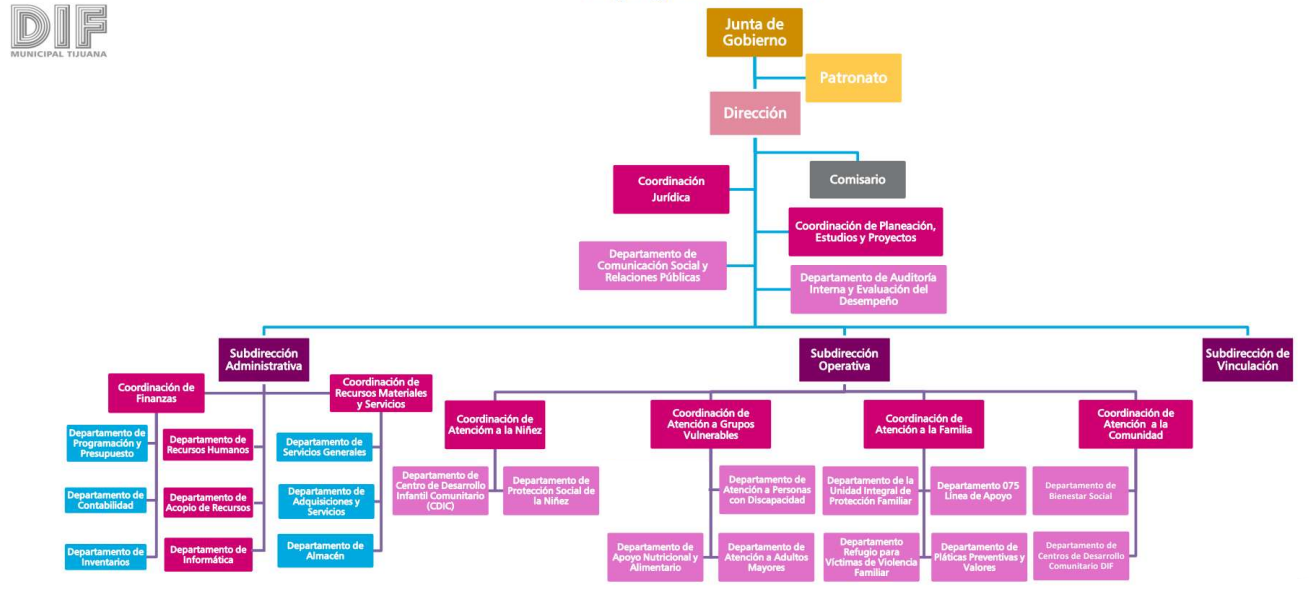 DIF
MUNICIPAL TIJUANA
Junta de
Gobierno
Patronato
Dirección
Comisario
Coordinación
Jurídica
Coordinación de Planeación,
Estudios y Proyectos
Departamento de
Comunicación Social y
Relaciones Públicas
Departamento de Auditoría
Interna y Evaluación del
Desempeño
Subdirección
Administrativa
Subdirección
Operativa
Subdirección de
Vinculación
Coordinación de
Finanzas
Coordinación de
Recursos Materiales
y Servicios
Departamento de
Programación y
Presupuesto
Departamento de
Recursos Humanos
Departamento de
Servicios Generales
Departamento de
Contabilidad
Departamento de
Acopio de Recursos
Departamento de
Adquisiciones y
Servicios
Departamento de
Inventarios
Departamento de
Informática
Departamento de
Almacén
Coordinación de
Atencióm a la Niñez
Coordinación de
Atención a Grupos
Vulnerables
Coordinación de
Atención a la Familia
Coordinación de
Atención a la
Comunidad
Departamento de
Centro de Desarrollo
Infantil Comunitario
(CDIC)
Departamento de
Protección Social de
la Niñez
Departamento de
Atención a Personas
con Discapacidad
Departamento de la
Unidad Integral de
Protección Familiar
Departamento 075
Linea de Apoyo
Departamento de
Bienestar Social
Departamento de
Apoyo Nutricional y
Alimentario
Departamento de
Atención a Adultos
Mayores
Departamento
Refugio para
Víctimas de Violencia
Familiar
Departamento de
Pláticas Preventivas y
Valores
Departamento de
Centros de Desarrollo
Comunitario DIF